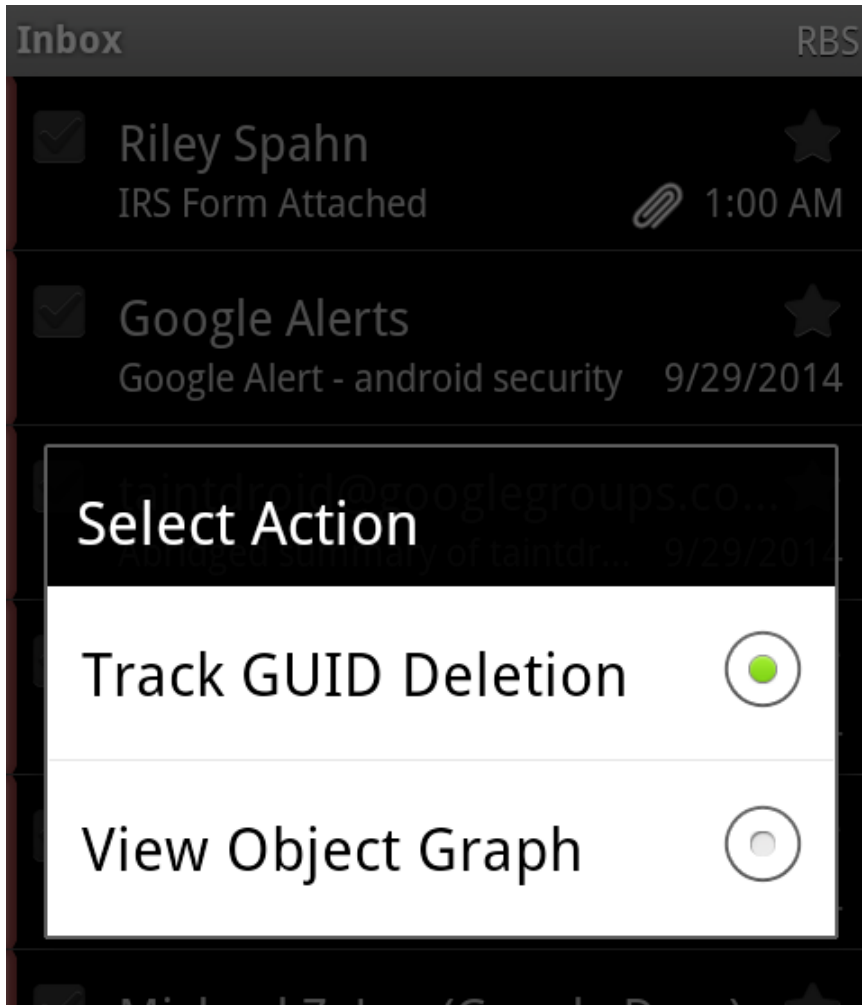 Inbox RBS
Riley Spahn
IRS Form Attached 1:00 AM
Google Alerts
Google Alert - android security 9/29/2014
taintdroid@googlegroups.co...
Select Action
Abridged summary of taintdr... 9/29/2014
Track GUID Deletion
View Object Graph